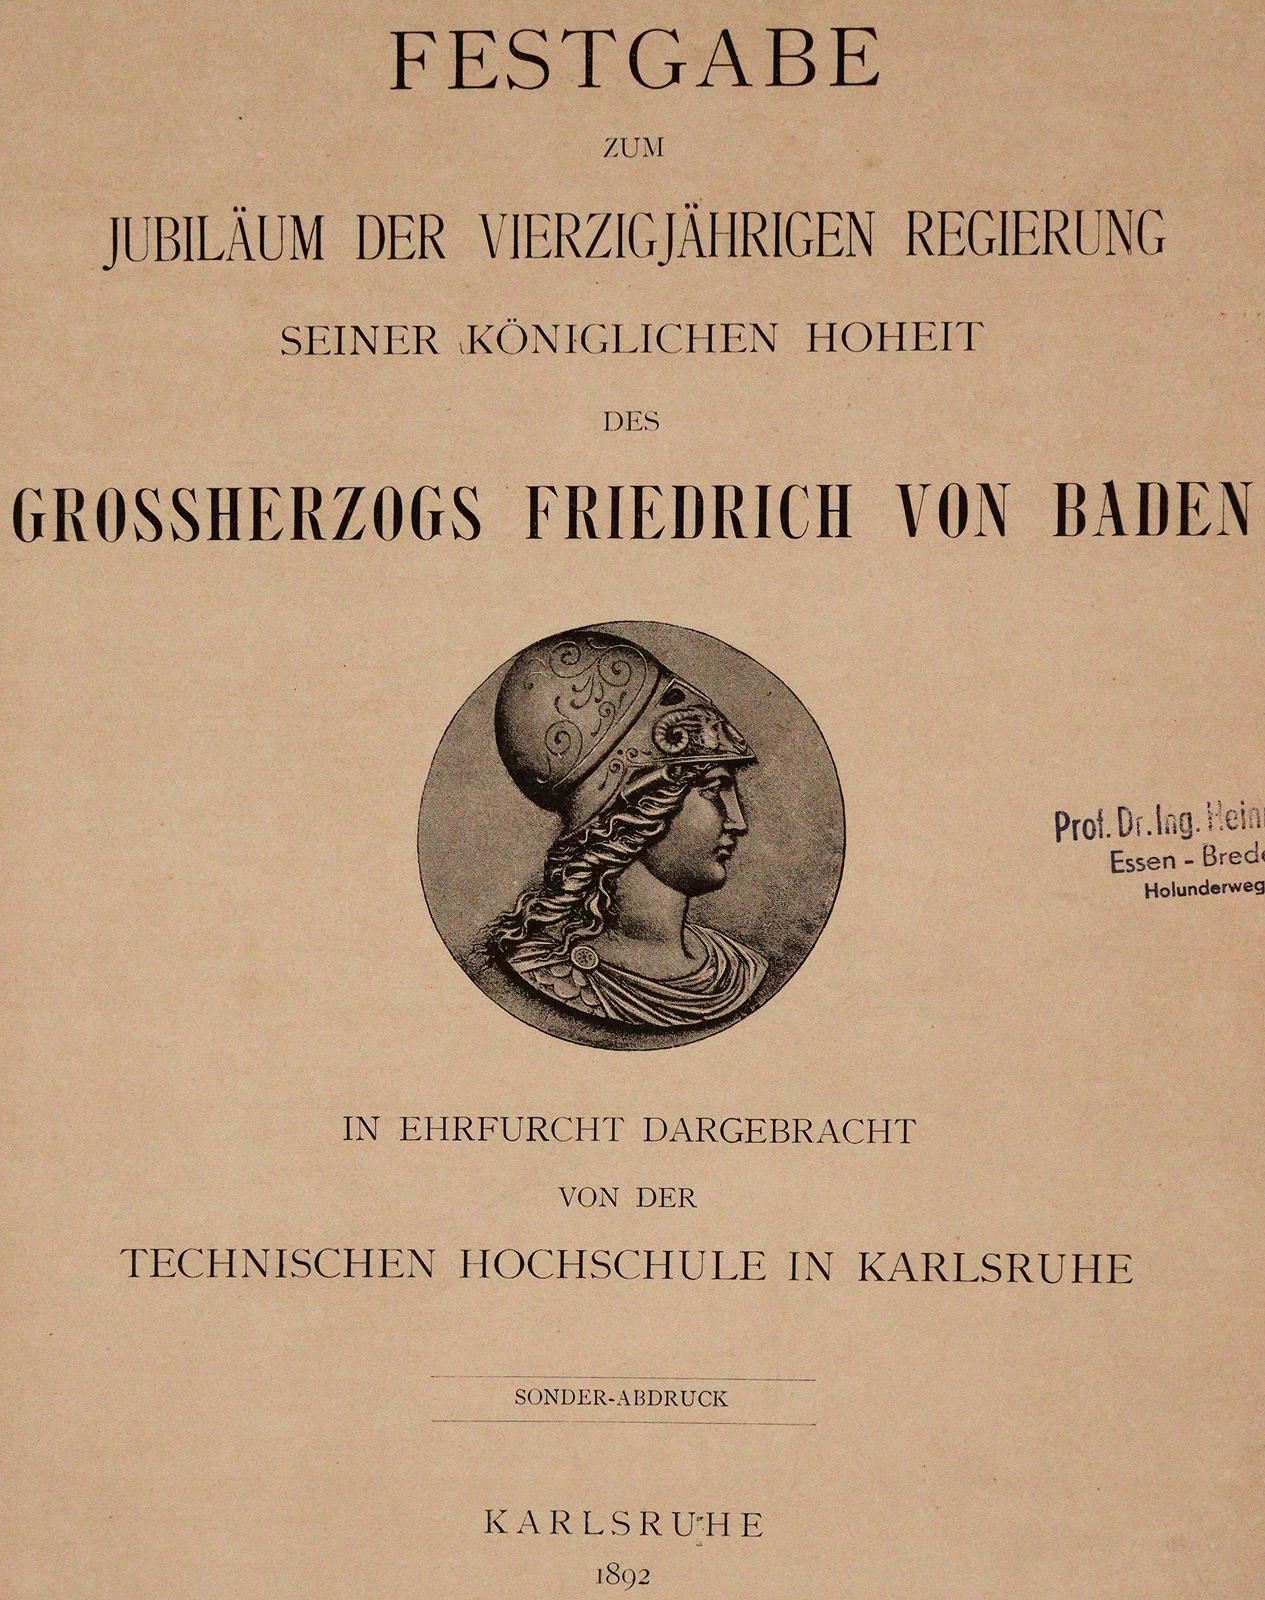 FESTGABE
ZUM
JUBILÄUM DER VIERZIGJÄHRIGEN REGIERUNG
SEINER KÖNIGLICHEN HOHEIT
DES
GROSSHERZOGS FRIEDRICH VON BADEN
Prof. Dr. Ing.
Essen -
Holunderweg
IN EHRFURCHT DARGEBRACHT
VON DER
TECHNISCHEN HOCHSCHULE IN KARLSRUHE
SONDER-ABDRUCK
KARLSRUHE
1892